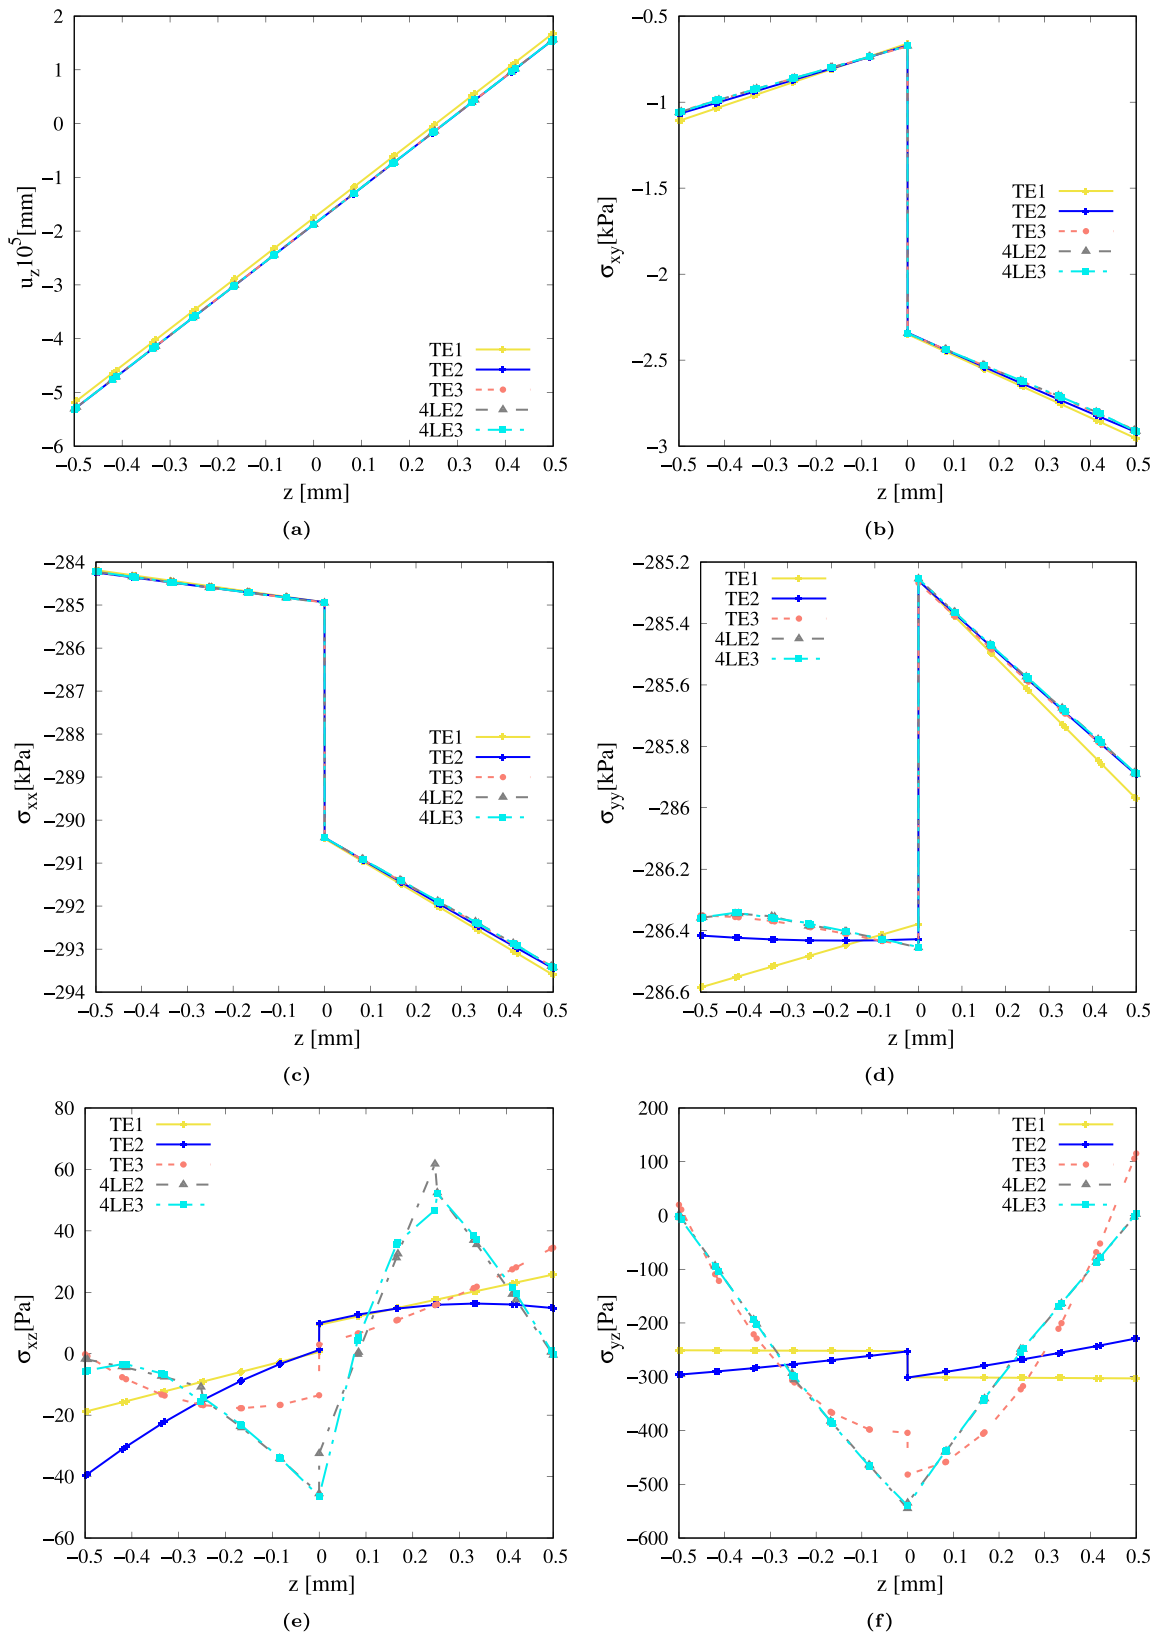 2
1
0
−1
−2
−3
−4
−5
−6
−0.5 −0.4 −0.3 −0.2 −0.1 0 0.1 0.2 0.3 0.4 0.5
u_z10^5[mm]
z [mm]
TE1
TE2
TE3
4LE2
4LE3
(a)
−0.5
−1
−1.5
−2
−2.5
−3
−0.5 −0.4 −0.3 −0.2 −0.1 0 0.1 0.2 0.3 0.4 0.5
σ_xy[kPa]
z [mm]
TE1
TE2
TE3
4LE2
4LE3
(b)
−284
−285
−286
−287
−288
−289
−290
−291
−292
−293
−294
−0.5 −0.4 −0.3 −0.2 −0.1 0 0.1 0.2 0.3 0.4 0.5
σ_xx[kPa]
z [mm]
TE1
TE2
TE3
4LE2
4LE3
(c)
−285.2
−285.4
−285.6
−285.8
−286
−286.2
−286.4
−286.6
−0.5 −0.4 −0.3 −0.2 −0.1 0 0.1 0.2 0.3 0.4 0.5
σ_yy[kPa]
z [mm]
TE1
TE2
TE3
4LE2
4LE3
(d)
80
60
40
20
0
−20
−40
−60
−0.5 −0.4 −0.3 −0.2 −0.1 0 0.1 0.2 0.3 0.4 0.5
σ_xz[Pa]
z [mm]
TE1
TE2
TE3
4LE2
4LE3
(e)
200
100
0
−100
−200
−300
−400
−500
−600
−0.5 −0.4 −0.3 −0.2 −0.1 0 0.1 0.2 0.3 0.4 0.5
σ_yz[Pa]
z [mm]
TE1
TE2
TE3
4LE2
4LE3
(f)